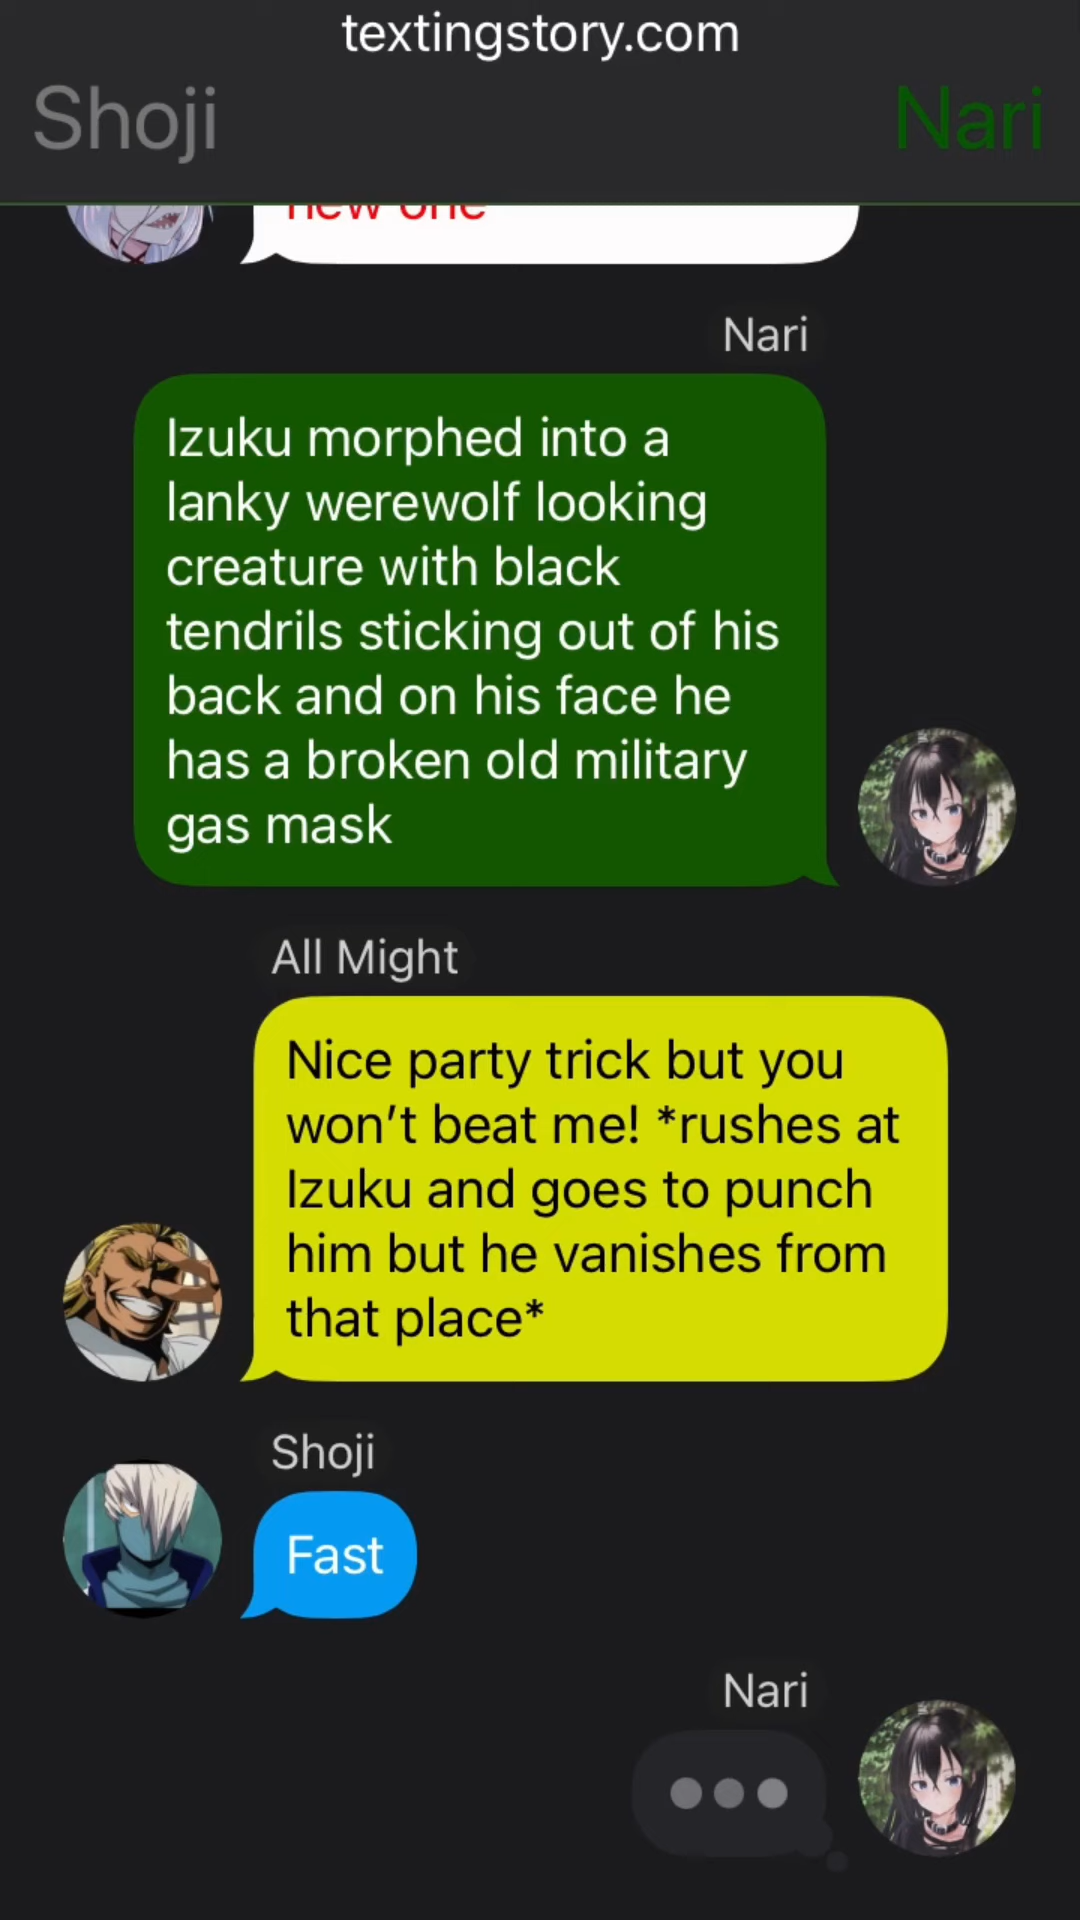 textingstory.com
Shoji
Nari
new one
Nari
Izuku morphed into a
lanky werewolf looking
creature with black
tendrils sticking out of his
back and on his face he
has a broken old military
gas mask
All Might
Nice party trick but you
won’t beat me! *rushes at
Izuku and goes to punch
him but he vanishes from
that place*
Shoji
Fast
Nari